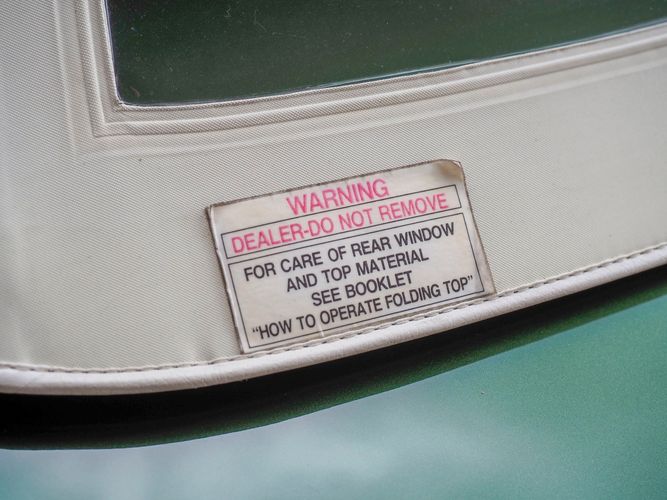 WARNING
DEALER-DO NOT REMOVE
FOR CARE OF REAR WINDOW
AND TOP MATERIAL
SEE BOOKLET
"HOW TO OPERATE FOLDING TOP"